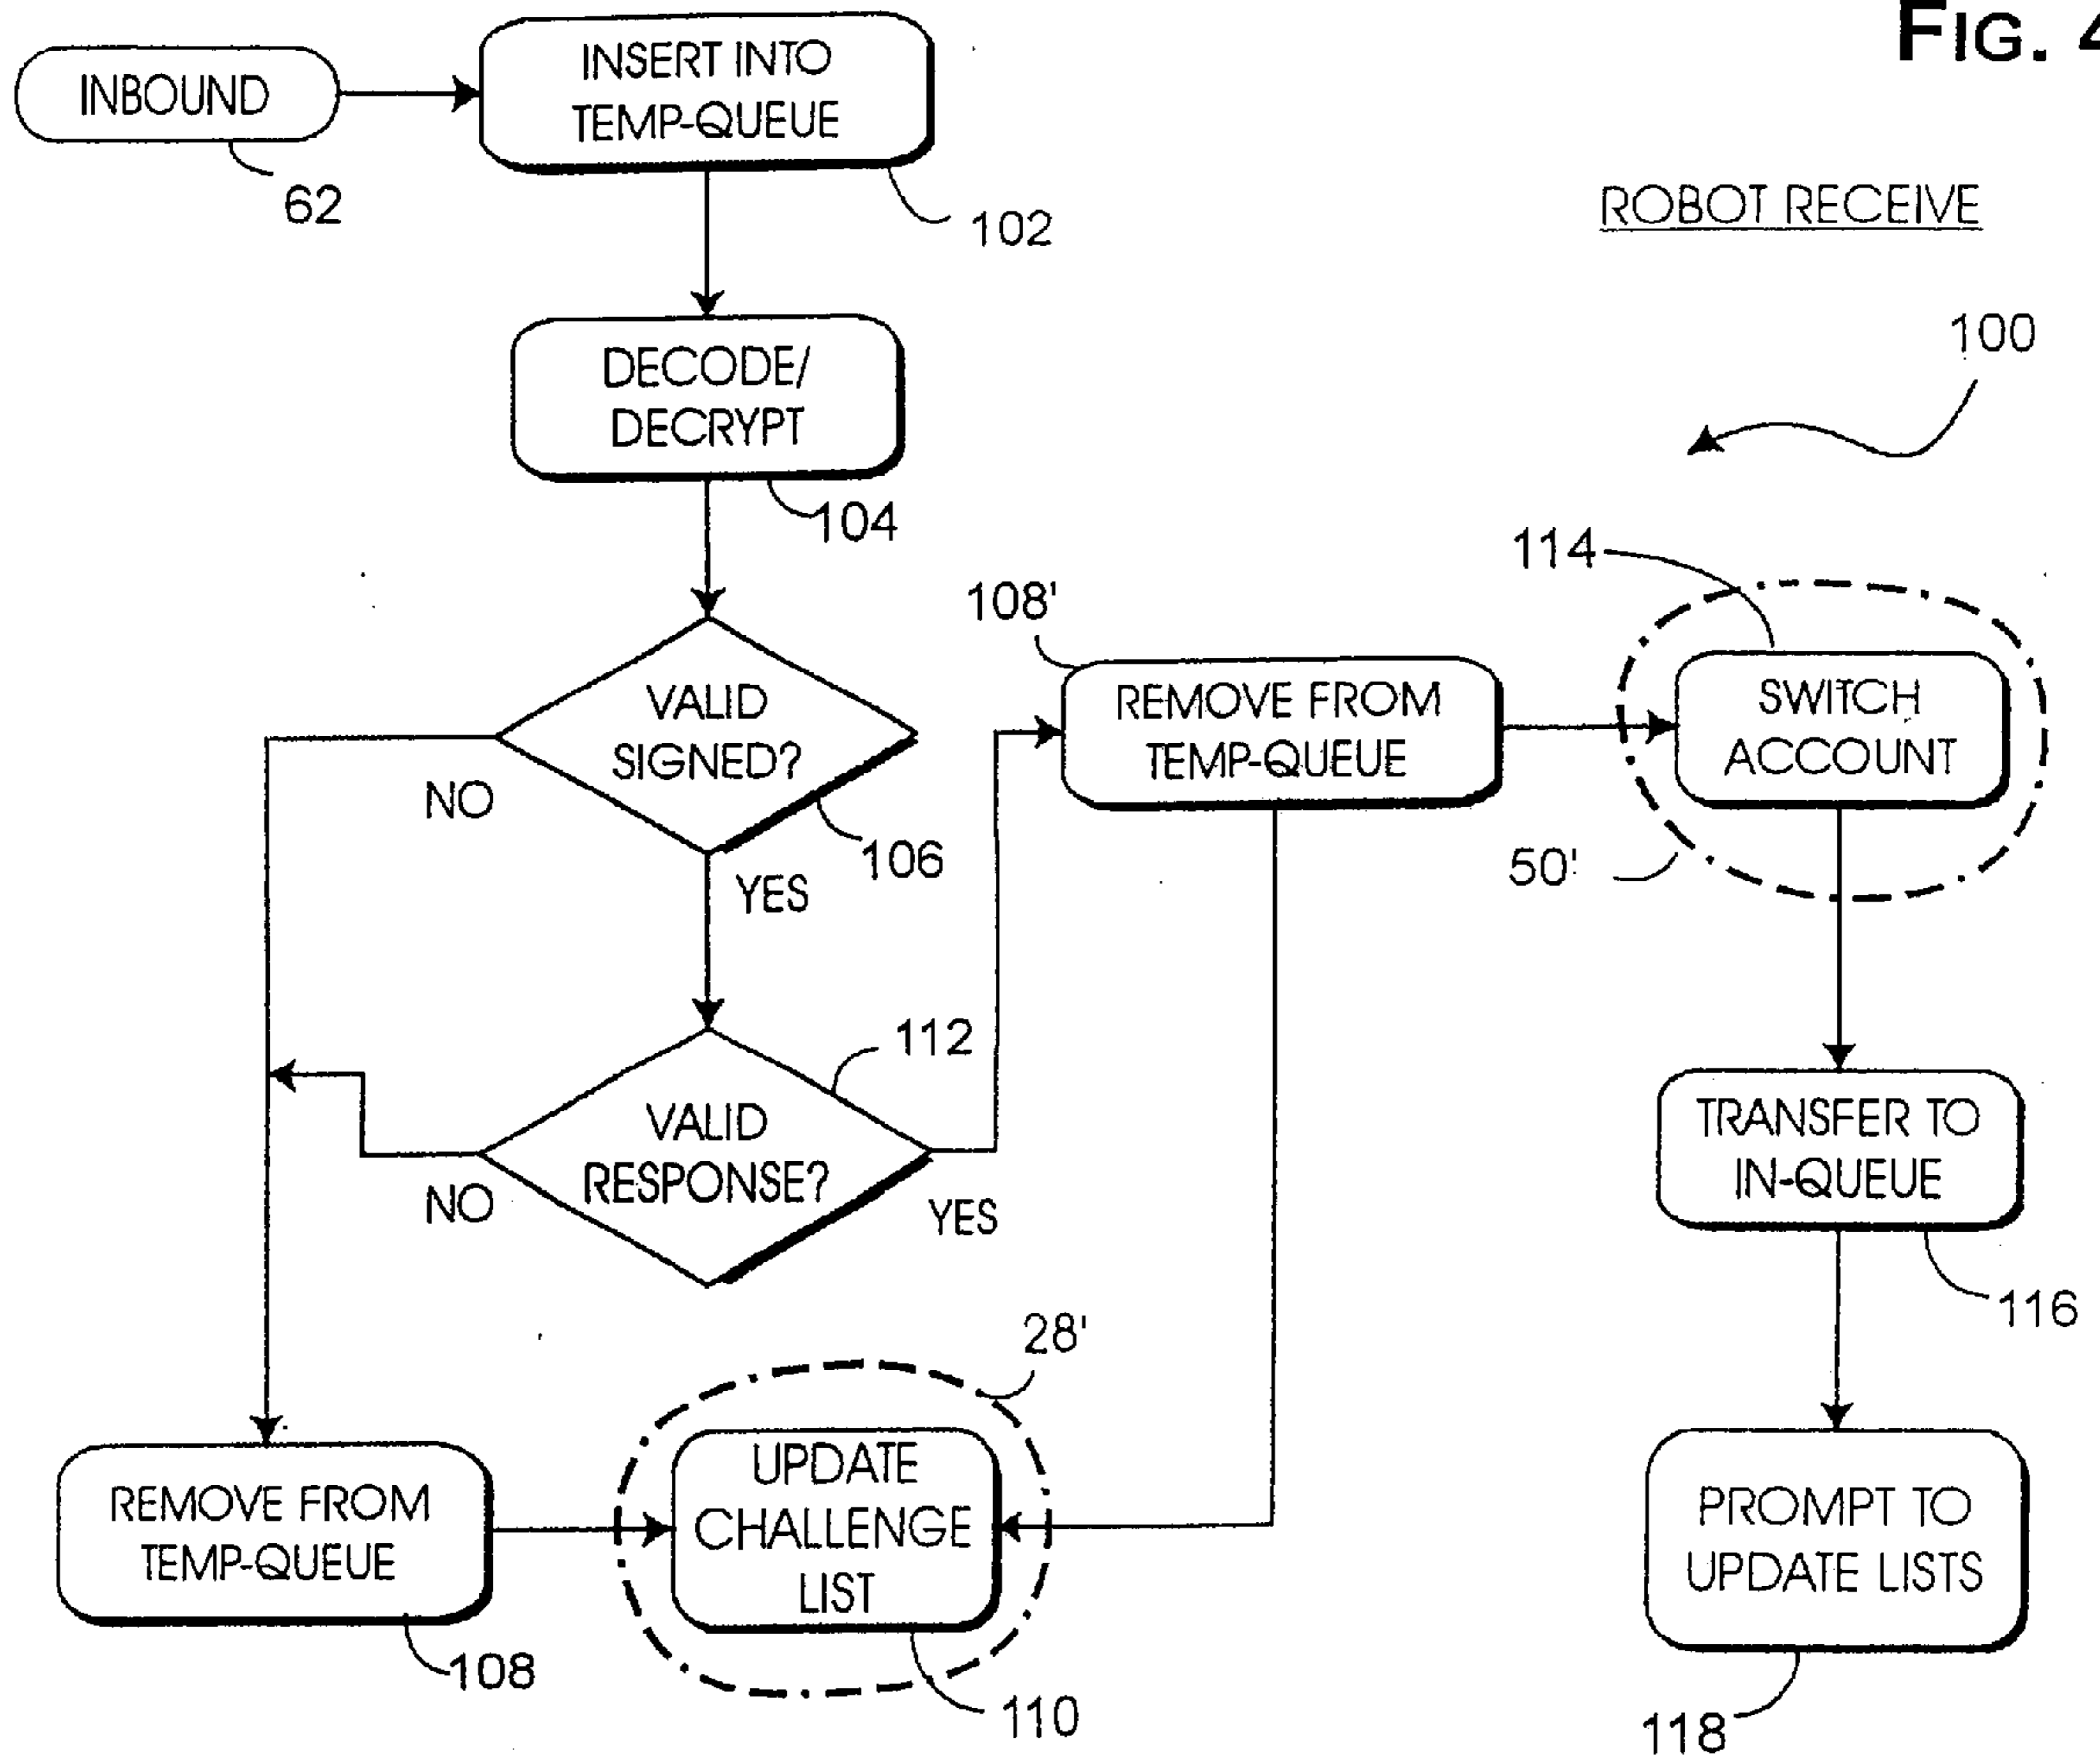 FIG. 4
INBOUND
62
INSERT INTO
TEMP-QUEUE
102
ROBOT RECEIVE
100
DECODE/
DECRYPT
104
VALID
SIGNED?
NO
YES
106
108'
REMOVE FROM
TEMP-QUEUE
114
SWITCH
ACCOUNT
50'
112
VALID
RESPONSE?
NO
YES
TRANSFER TO
IN-QUEUE
116
28'
REMOVE FROM
TEMP-QUEUE
108
UPDATE
CHALLENGE
LIST
110
PROMPT TO
UPDATE LISTS
118